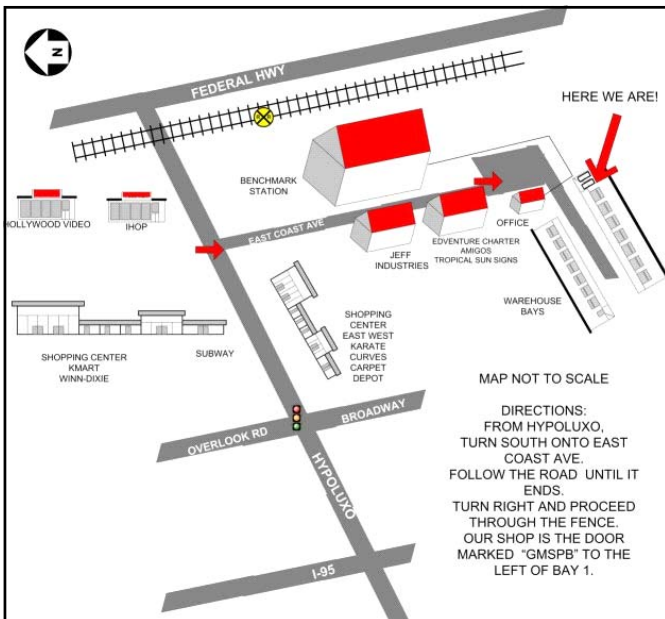 N
FEDERAL HWY
HERE WE ARE!
BENCHMARK
STATION
HOLLYWOOD VIDEO
IHOP
EAST COAST AVE
OFFICE
JEFF
INDUSTRIES
EDVENTURE CHARTER
AMIGOS
TROPICAL SUN SIGNS
WAREHOUSE
BAYS
SHOPPING CENTER
KMART
WINN-DIXIE
SUBWAY
SHOPPING
CENTER
EAST WEST
KARATE
CURVES
CARPET
DEPOT
OVERLOOK RD
BROADWAY
HYPOLUXO
I-95
MAP NOT TO SCALE
DIRECTIONS:
FROM HYPOLUXO,
TURN SOUTH ONTO EAST
COAST AVE.
FOLLOW THE ROAD UNTIL IT
ENDS.
TURN RIGHT AND PROCEED
THROUGH THE FENCE.
OUR SHOP IS THE DOOR
MARKED "GMSPB" TO THE
LEFT OF BAY 1.